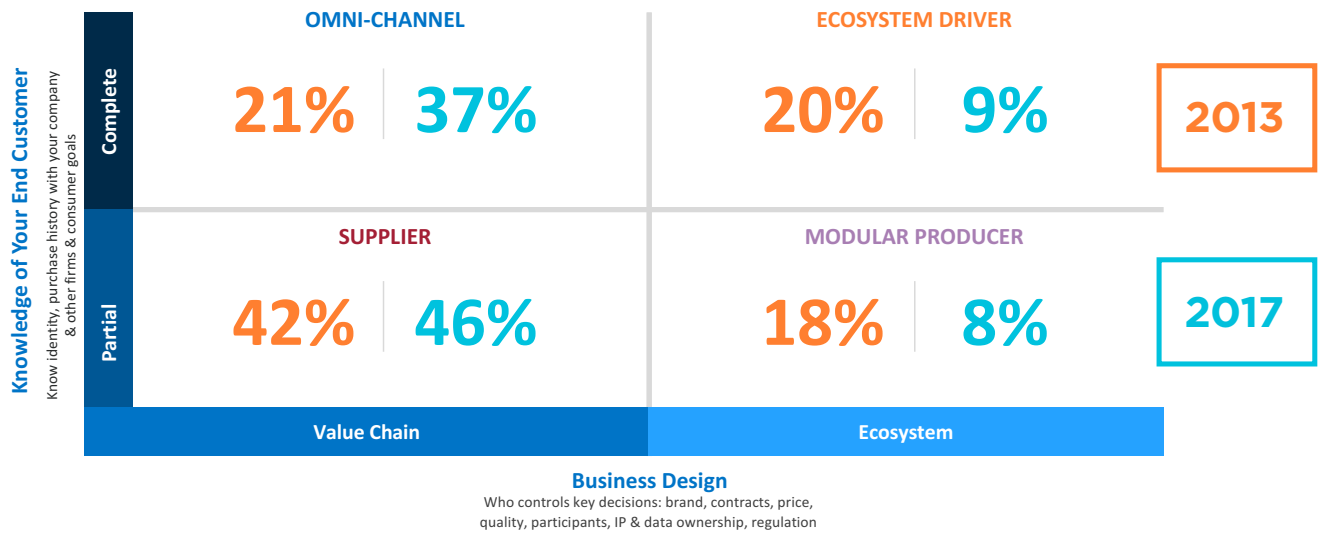 OMNI-CHANNEL
ECOSYSTEM DRIVER
Knowledge of Your End Customer
Know identity, purchase history with your company
& other firms & consumer goals
Complete
21%
37%
20%
9%
2013
SUPPLIER
MODULAR PRODUCER
Partial
42%
46%
18%
8%
2017
Value Chain
Ecosystem
Business Design
Who controls key decisions: brand, contracts, price,
quality, participants, IP & data ownership, regulation